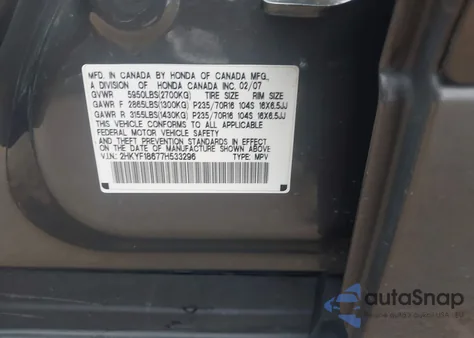 MADE IN CANADA BY HONDA OF CANADA MFG.,
A DIVISION OF HONDA CANADA INC. 02/07
GVWR 5950LBS(2700KG) TIRE SIZE RIM SIZE
GAWR F 2865LBS(1300KG) P235/70R16 104S 16X6.5JJ
GAWR R 3155LBS(1430KG) P235/70R16 104S 16X6.5JJ
THIS VEHICLE CONFORMS TO ALL APPLICABLE
FEDERAL MOTOR VEHICLE SAFETY
AND THEFT PREVENTION STANDARDS IN EFFECT
ON THE DATE OF MANUFACTURE SHOWN ABOVE.
V.I.N.: 2HKYF18677H533296 TYPE: MPV
autoSnap